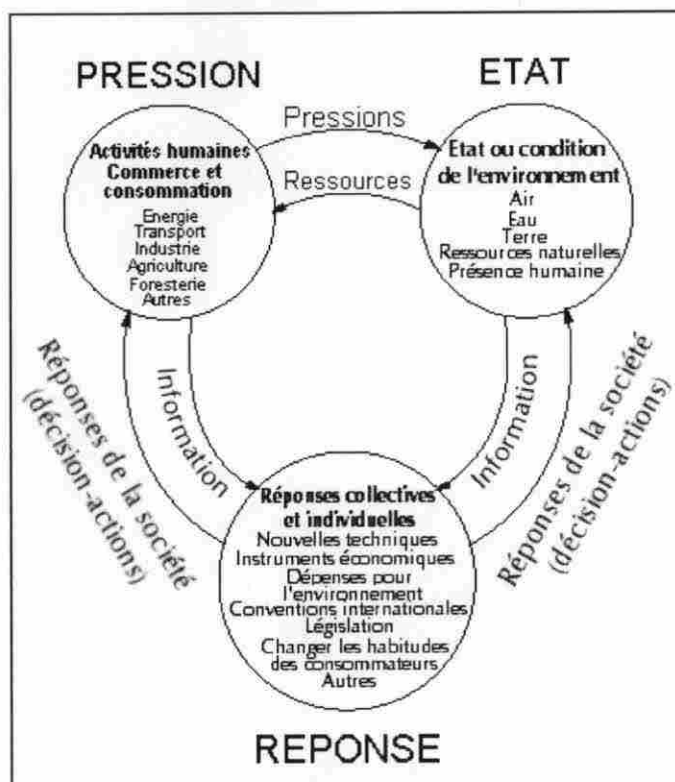 PRESSION
ETAT
Pressions
Ressources
Activités humaines
Commerce et
consommation
Energie
Transport
Industrie
Agriculture
Foresterie
Autres
Etat ou condition
de l'environnement
Air
Eau
Terre
Ressources naturelles
Présence humaine
Réponses de la société
(décision-actions)
Information
Information
Réponses de la société
(décision-actions)
Réponses collectives
et individuelles
Nouvelles techniques
Instruments économiques
Dépenses pour
l'environnement
Conventions internationales
Législation
Changer les habitudes
des consommateurs
Autres
REPONSE